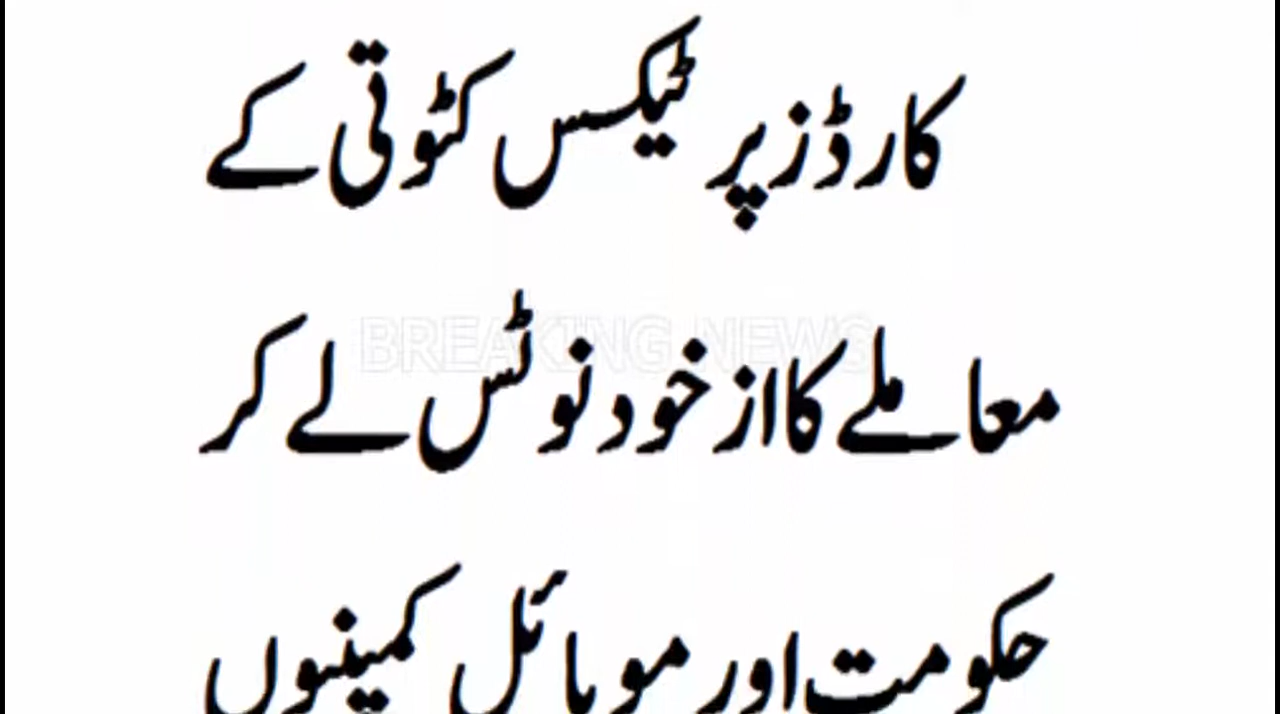 کارڈز پر ٹیکس کٹوتی کے
BREAKING NEWS
معاملے کا از خود نوٹس لے کر
حکومت اور موبائل کمپنیوں